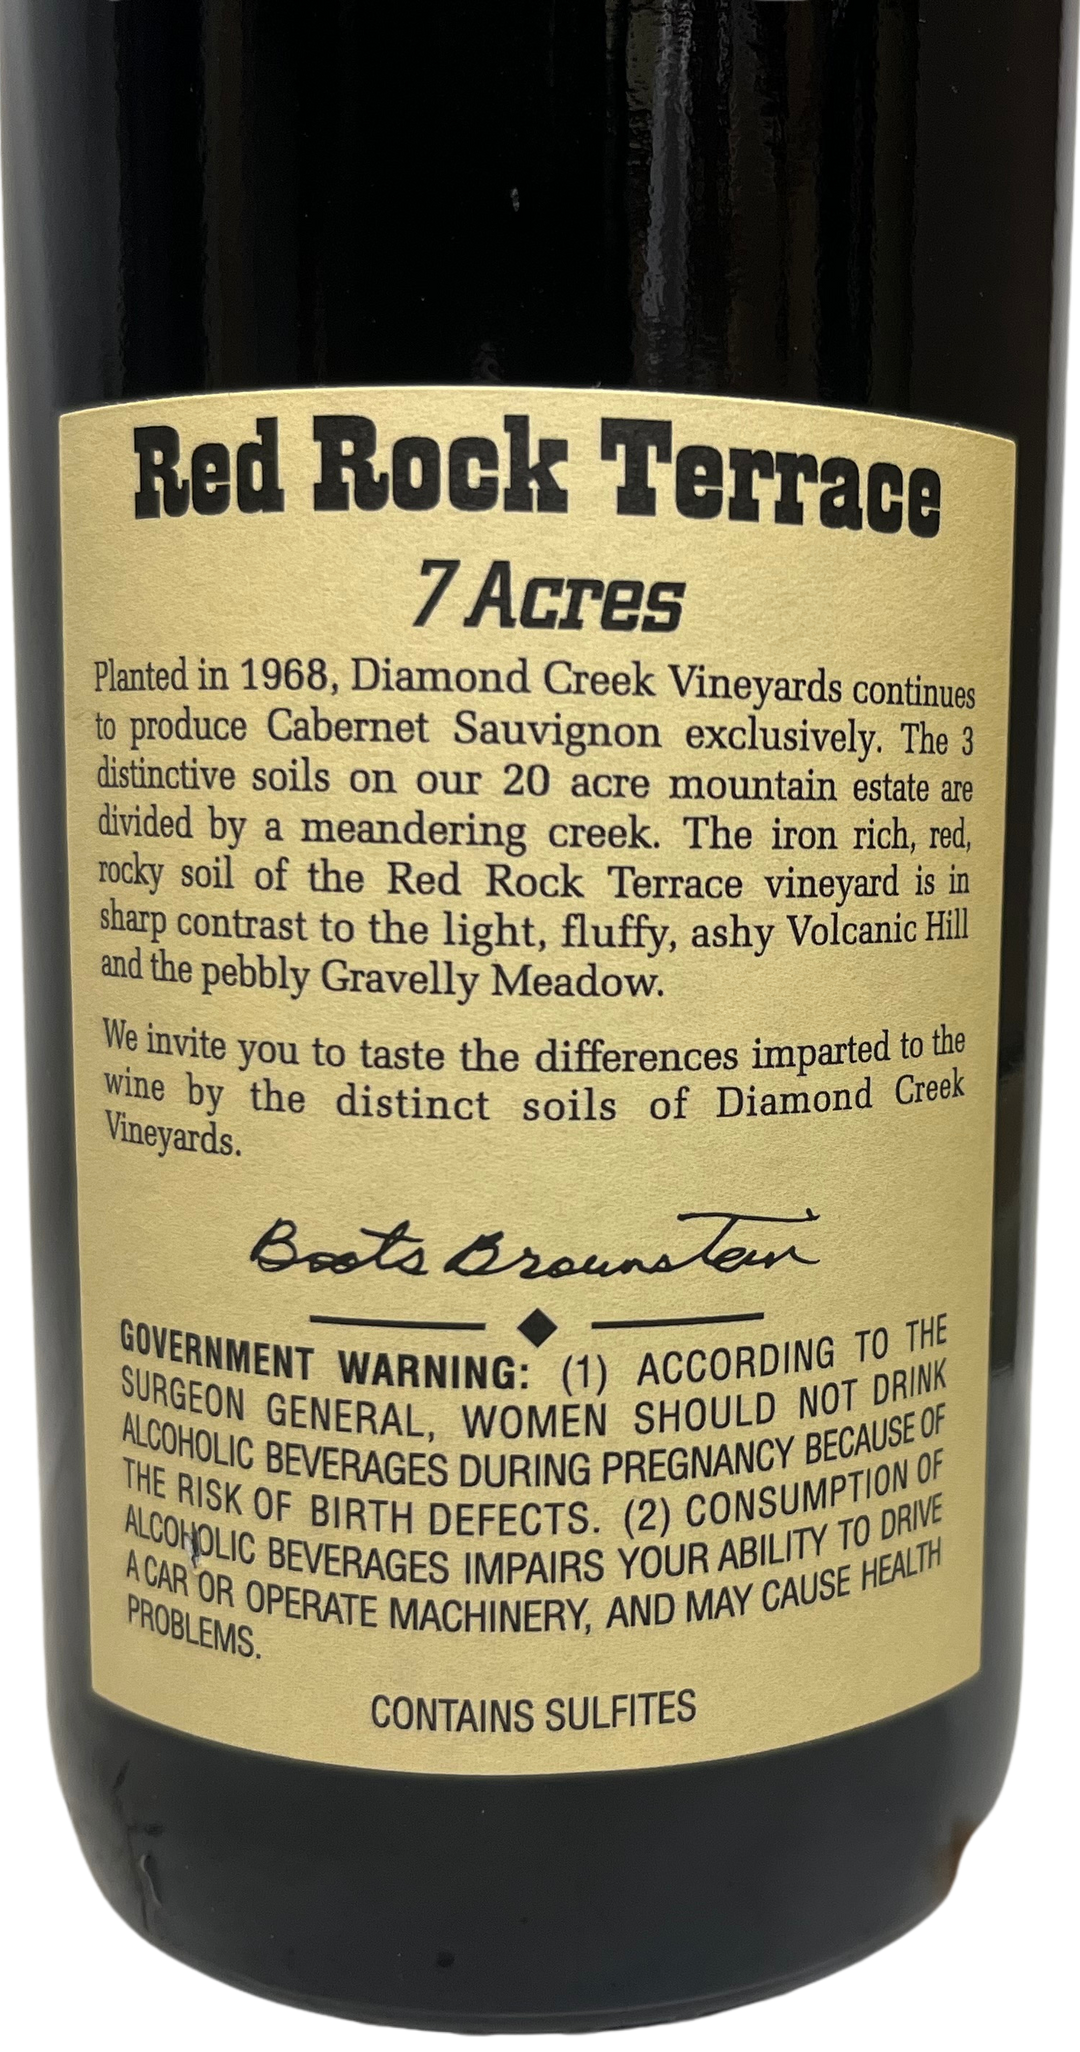 Red Rock Terrace
7 Acres
Planted in 1968, Diamond Creek Vineyards continues
to produce Cabernet Sauvignon exclusively. The 3
distinctive soils on our 20 acre mountain estate are
divided by a meandering creek. The iron rich, red,
rocky soil of the Red Rock Terrace vineyard is in
sharp contrast to the light, fluffy, ashy Volcanic Hill
and the pebbly Gravelly Meadow.
We invite you to taste the differences imparted to the
wine by the distinct soils of Diamond Creek
Vineyards.
Boots Brounstein
GOVERNMENT WARNING: (1) ACCORDING TO THE
SURGEON GENERAL, WOMEN SHOULD NOT DRINK
ALCOHOLIC BEVERAGES DURING PREGNANCY BECAUSE OF
THE RISK OF BIRTH DEFECTS. (2) CONSUMPTION OF
ALCOHOLIC BEVERAGES IMPAIRS YOUR ABILITY TO DRIVE
A CAR OR OPERATE MACHINERY, AND MAY CAUSE HEALTH
PROBLEMS.
CONTAINS SULFITES